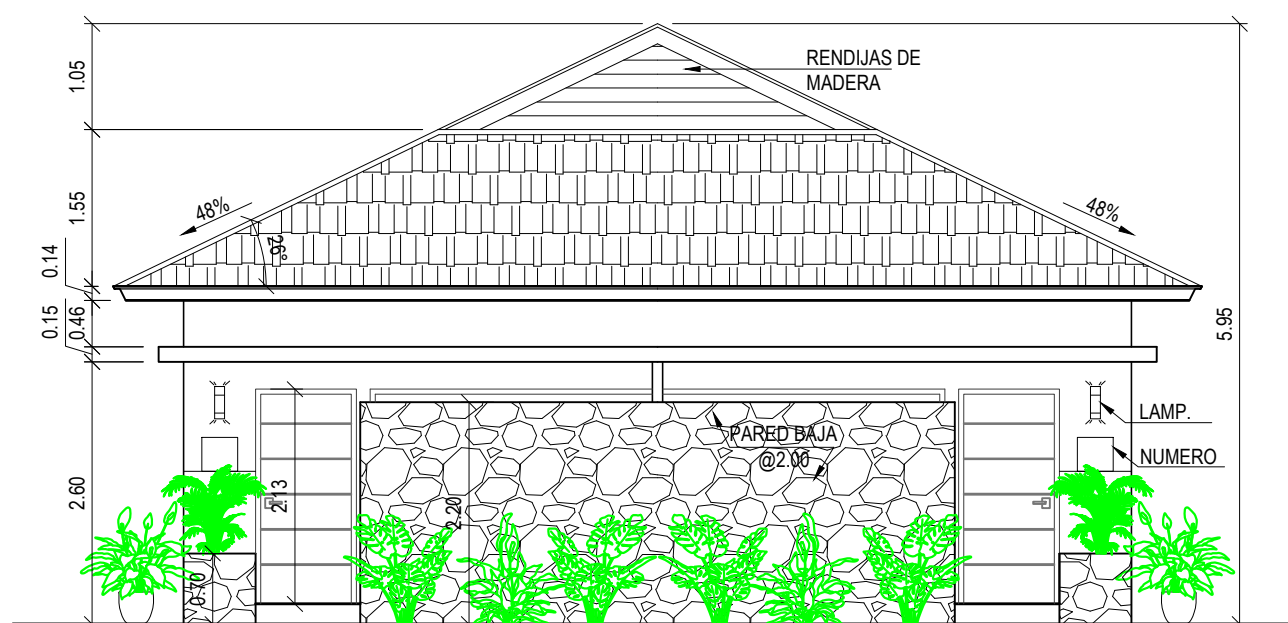 1.05
RENDIJAS DE
MADERA
1.55
48%
26°
48%
0.14
0.15
0.46
5.95
LAMP.
PARED BAJA
@2.00
NUMERO
2.60
2.13
2.20
0.70